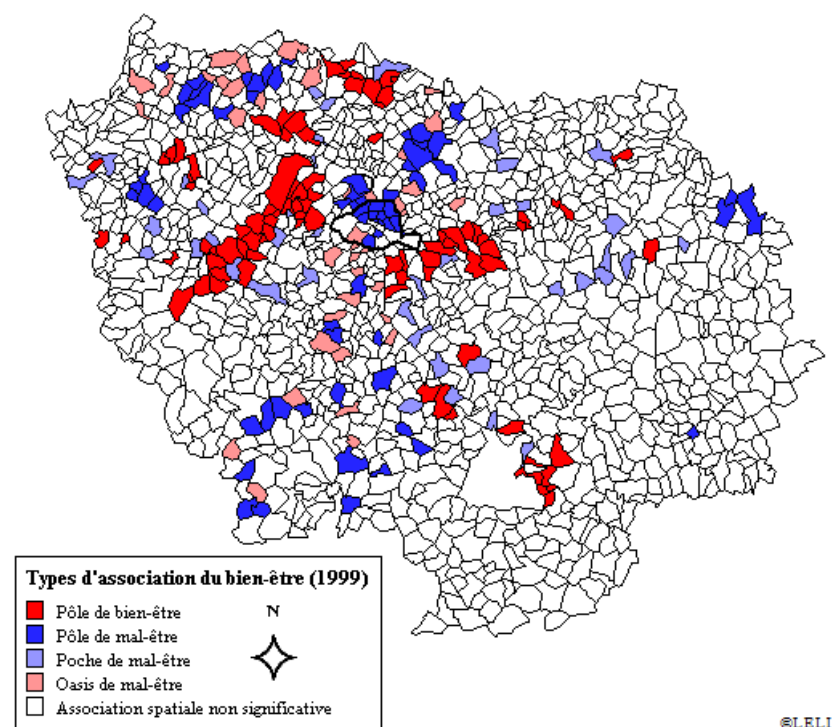 Types d'association du bien-être (1999)
N
Pôle de bien-être
Pôle de mal-être
Poche de mal-être
Oasis de mal-être
Association spatiale non significative